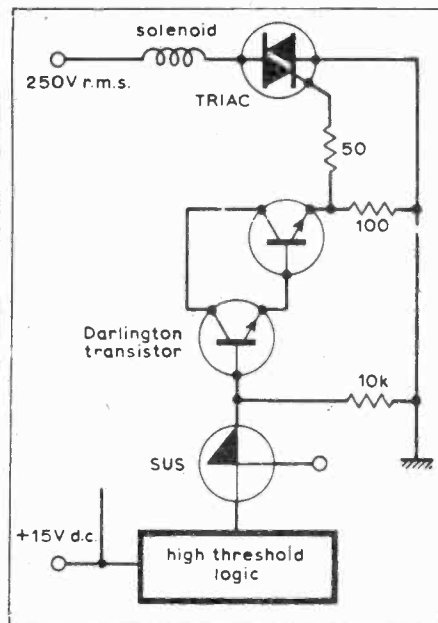 solenoid
250V r.m.s.
TRIAC
50
100
Darlington
transistor
10k
SUS
+15V d.c.
high threshold
logic